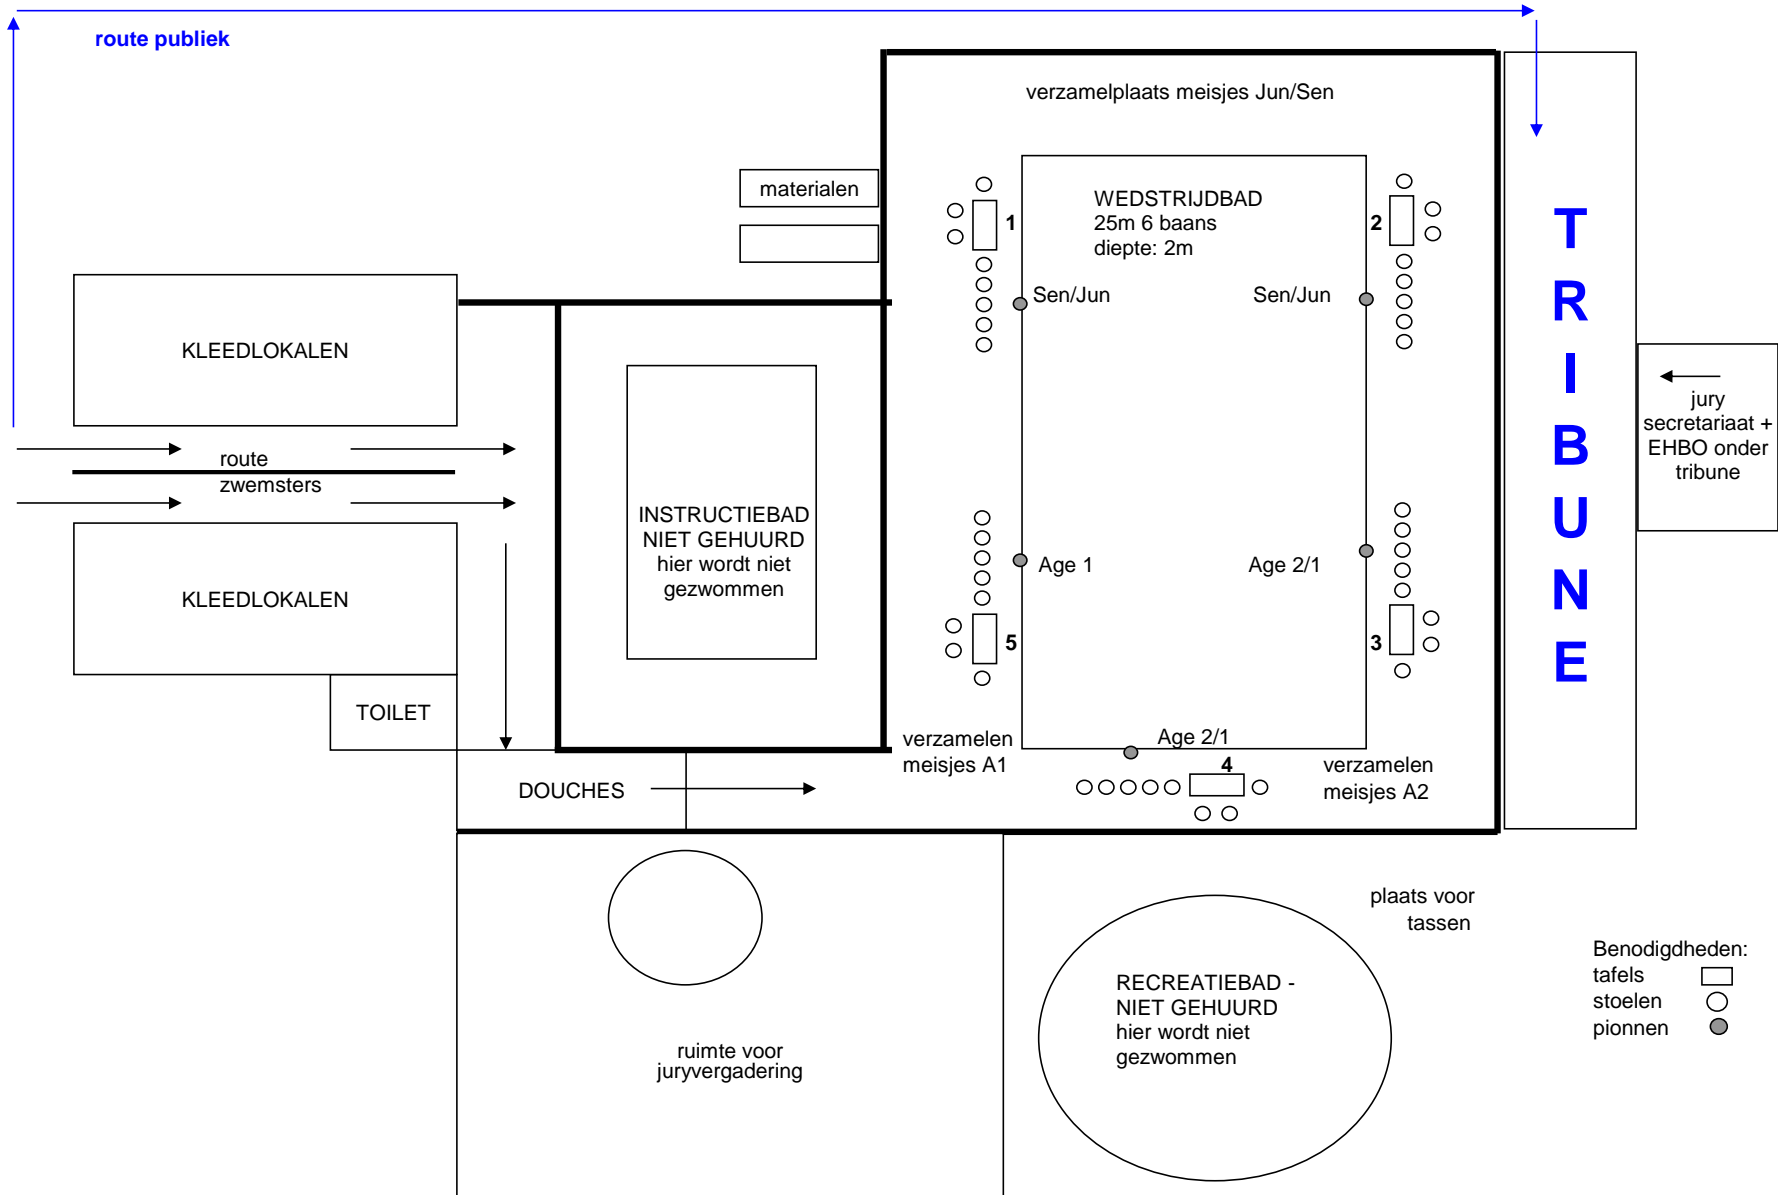 route publiek
verzamelplaats meisjes Jun/Sen
materialen
WEDSTRIJDBAD
25m 6 baans
diepte: 2m
1
2
Sen/Jun
Sen/Jun
TRIBUNE
KLEEDLOKALEN
jury
secretariaat +
EHBO onder
tribune
route
zwemsters
INSTRUCTIEBAD
NIET GEHUURD
hier wordt niet
gezwommen
Age 1
Age 2/1
KLEEDLOKALEN
5
3
TOILET
verzamelen
meisjes A1
Age 2/1
4
verzamelen
meisjes A2
DOUCHES
plaats voor
tassen
RECREATIEBAD -
NIET GEHUURD
hier wordt niet
gezwommen
ruimte voor
juryvergadering
Benodigdheden:
tafels
stoelen
pionnen